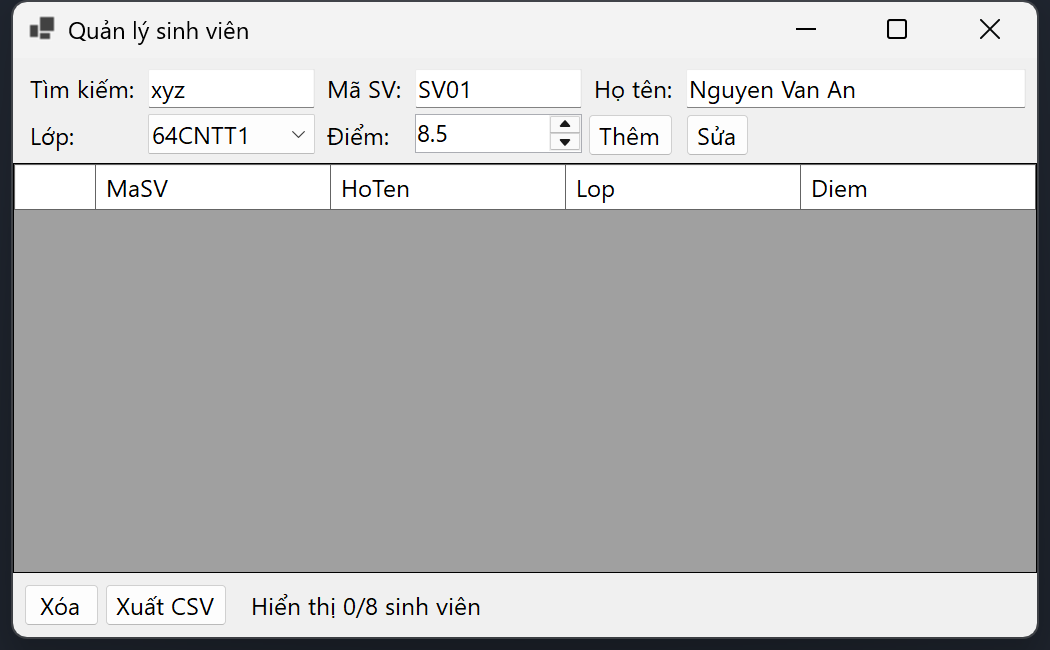 Quản lý sinh viên
Tìm kiếm: xyz Mã SV: SV01 Họ tên: Nguyen Van An
Lớp: 64CNTT1 Điểm: 8.5 Thêm Sửa
MaSV HoTen Lop Diem
Xóa Xuất CSV Hiển thị 0/8 sinh viên